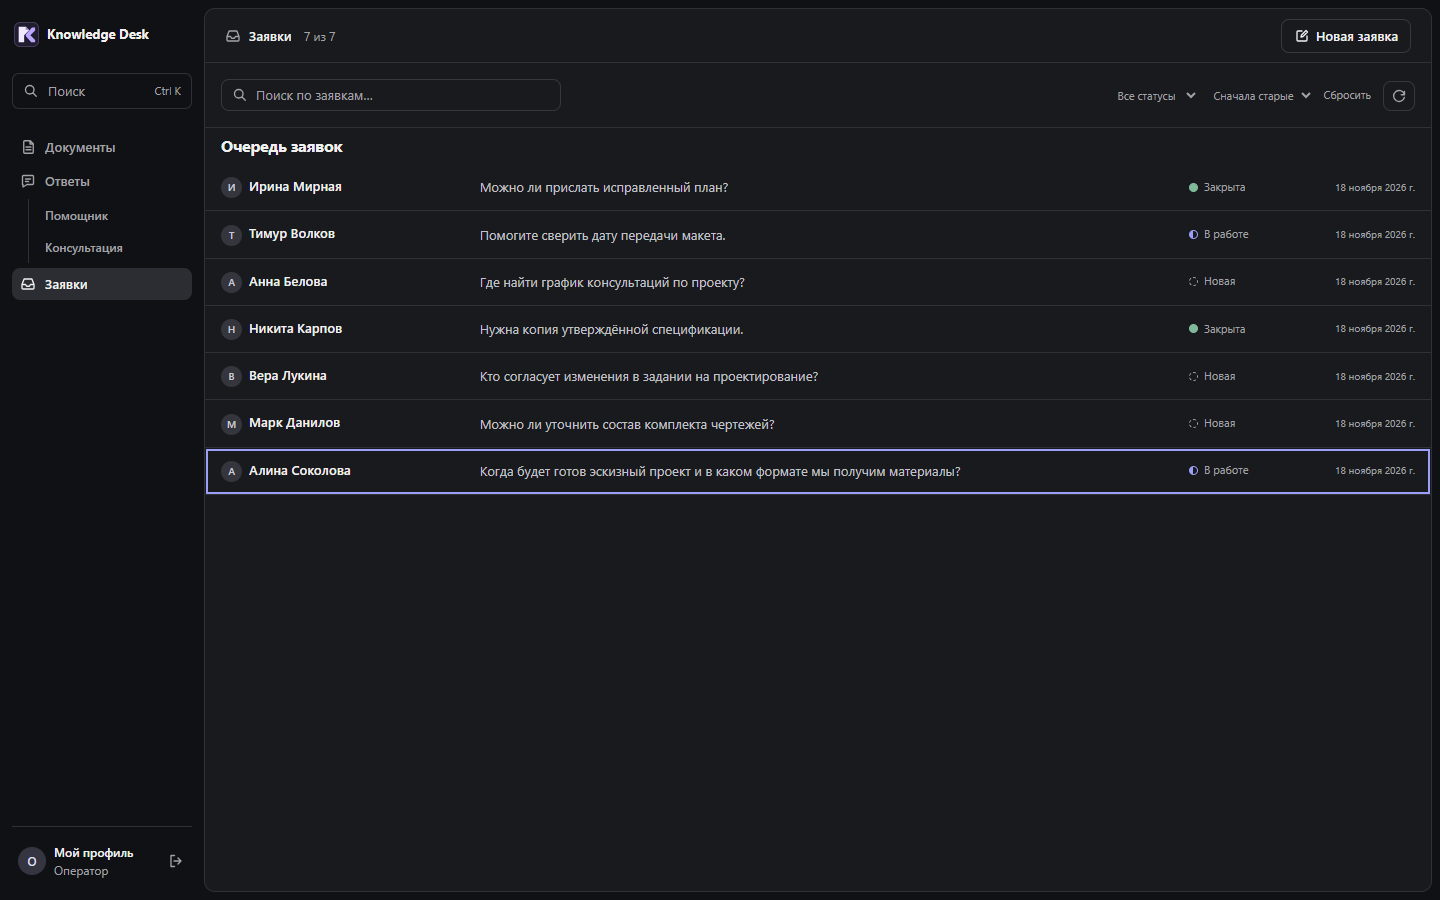 Knowledge Desk
Поиск Ctrl K
Документы
Ответы
Помощник
Консультация
Заявки
О
Мой профиль
Оператор
Заявки 7 из 7
Новая заявка
Поиск по заявкам...
Все статусы Сначала старые Сбросить
Очередь заявок
И Ирина Мирная Можно ли прислать исправленный план? Закрыта 18 ноября 2026 г.
Т Тимур Волков Помогите сверить дату передачи макета. В работе 18 ноября 2026 г.
А Анна Белова Где найти график консультаций по проекту? Новая 18 ноября 2026 г.
Н Никита Карпов Нужна копия утверждённой спецификации. Закрыта 18 ноября 2026 г.
В Вера Лукина Кто согласует изменения в задании на проектирование? Новая 18 ноября 2026 г.
М Марк Данилов Можно ли уточнить состав комплекта чертежей? Новая 18 ноября 2026 г.
А Алина Соколова Когда будет готов эскизный проект и в каком формате мы получим материалы? В работе 18 ноября 2026 г.